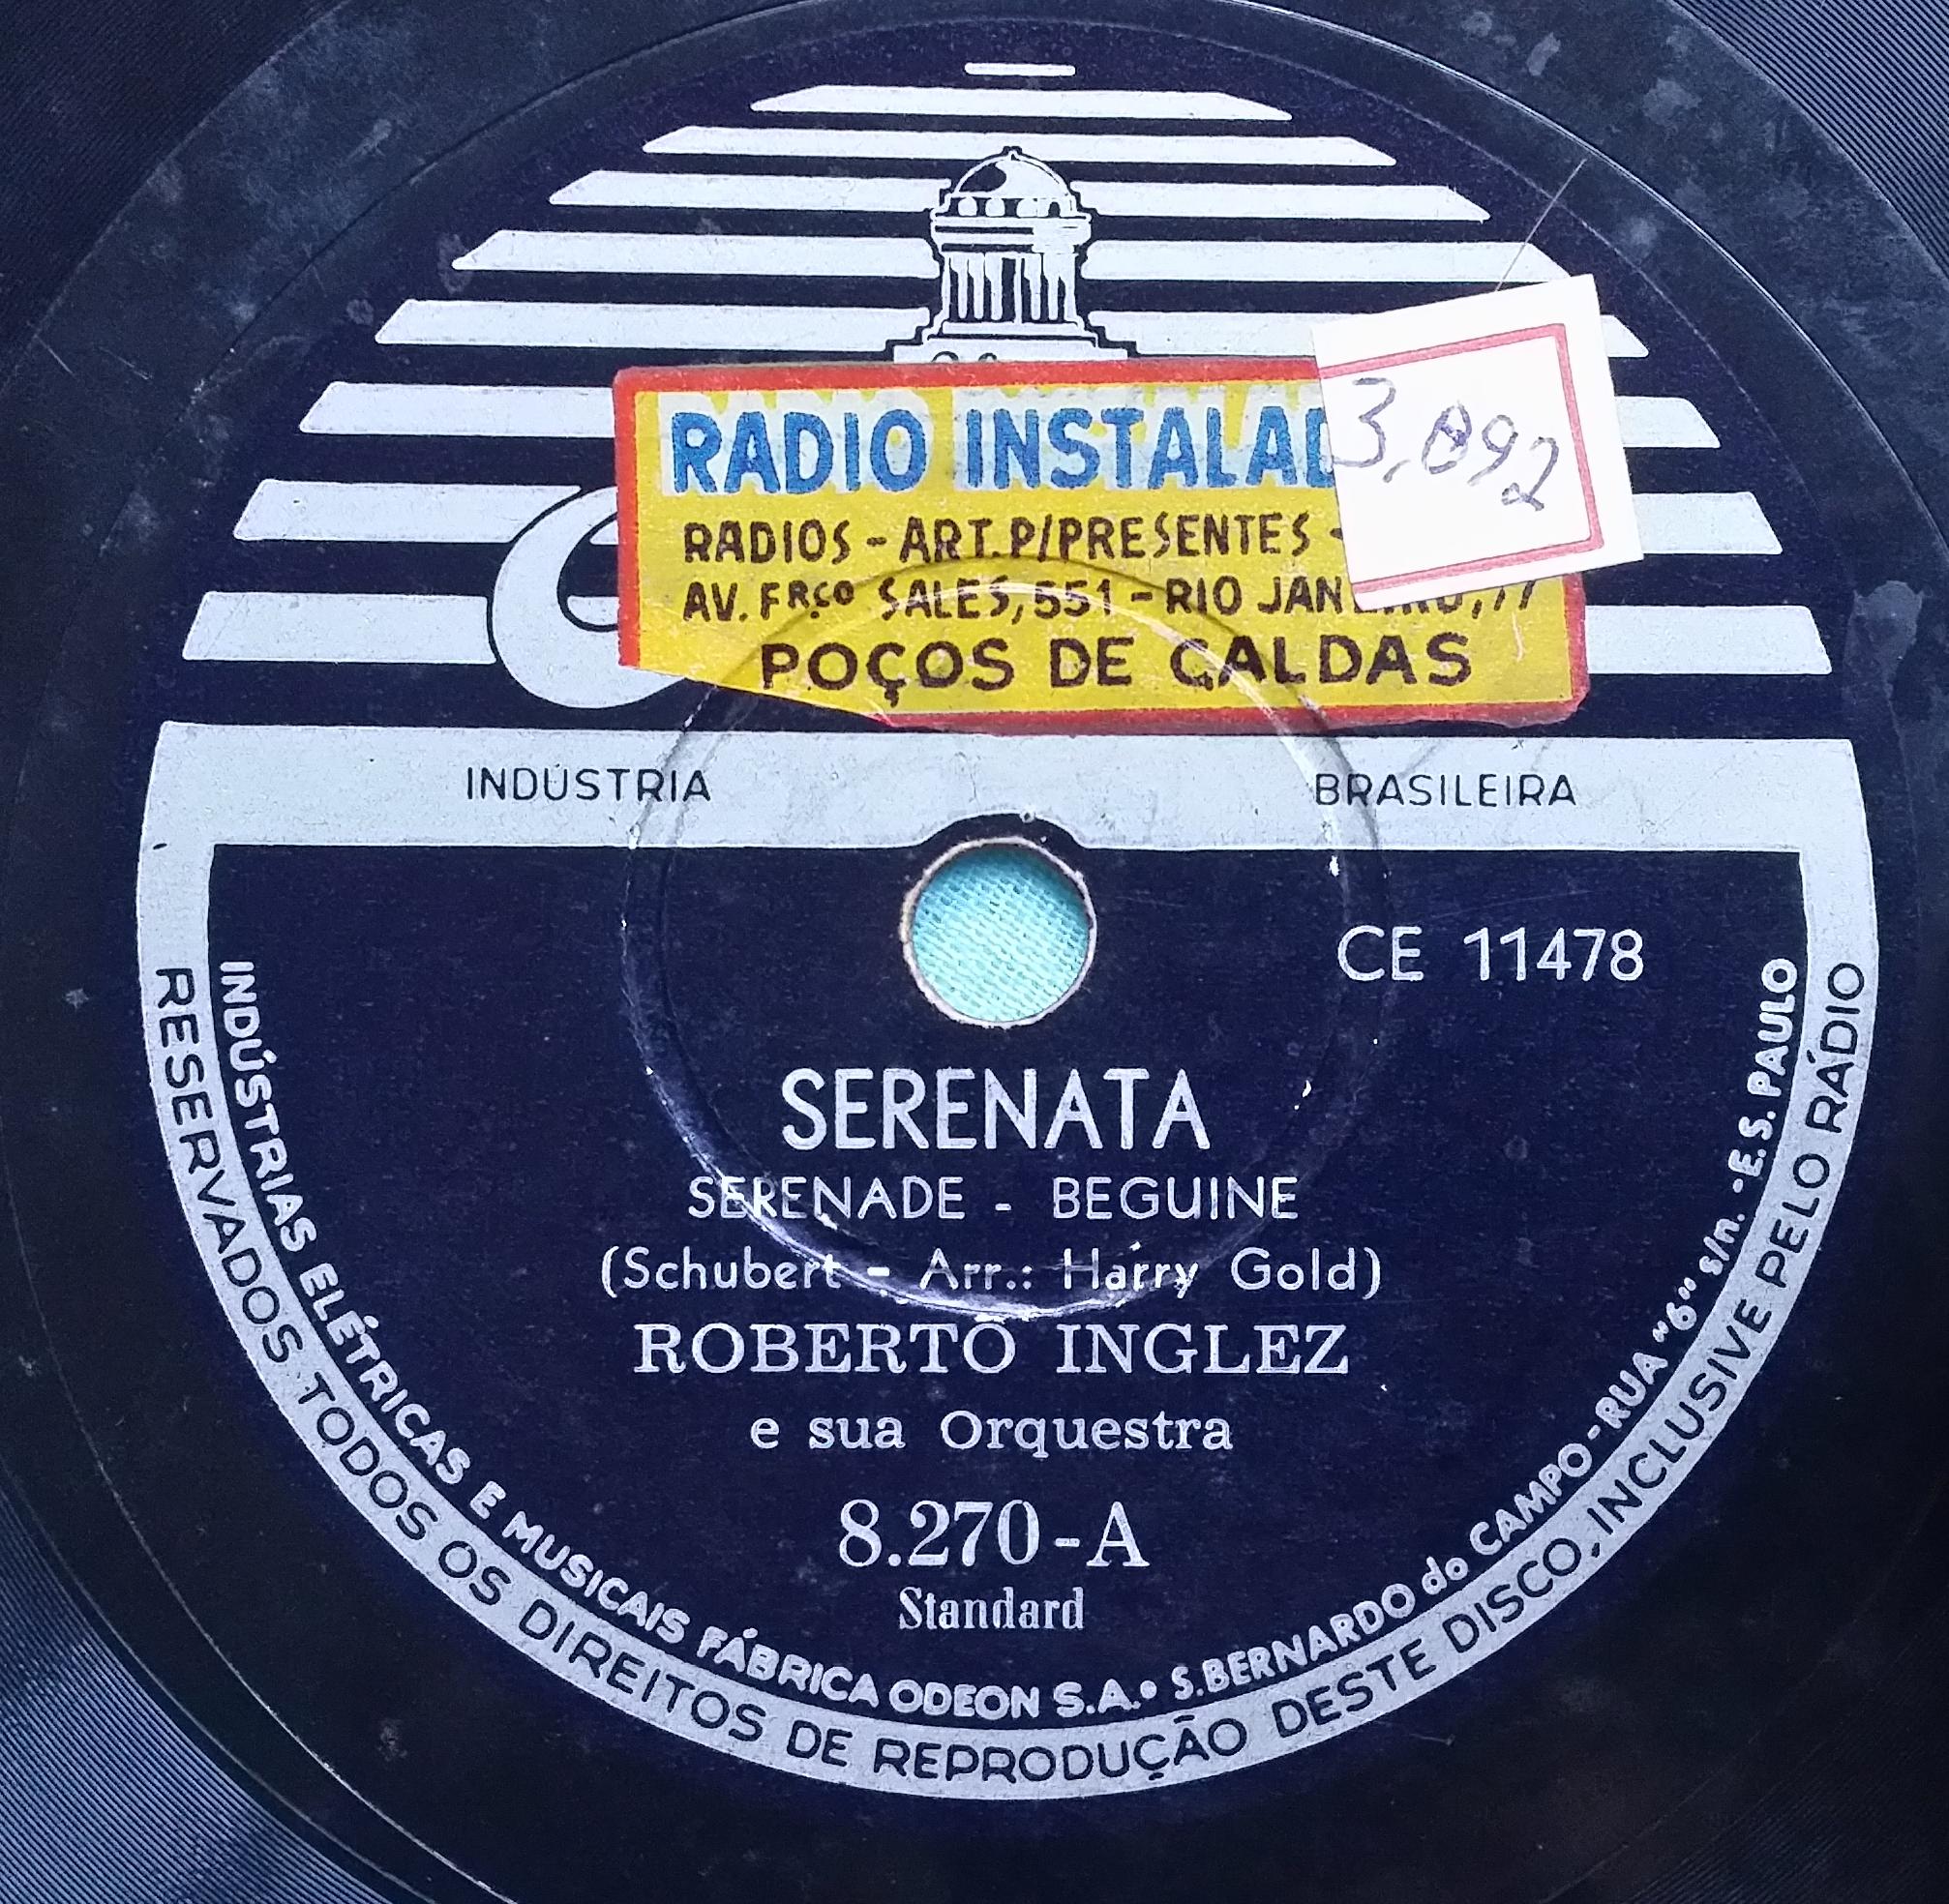 RADIO INSTALAD
3,892
RADIOS - ART. P/PRESENTES -
AV. FRSCO SALES, 551 - RIO JAN
POÇOS DE CALDAS
INDÚSTRIA BRASILEIRA
CE 11478
SERENATA
SERENADE - BEGUINE
(Schubert - Arr.: Harry Gold)
ROBERTO INGLEZ
e sua Orquestra
8.270-A
Standard
INDÚSTRIAS ELÉTRICAS E MUSICAIS FÁBRICA ODEON S.A. • S. BERNARDO do CAMPO - RUA "6" s/n. - E. S. PAULO
RESERVADOS TODOS OS DIREITOS DE REPRODUÇÃO DESTE DISCO, INCLUSIVE PELO RÁDIO